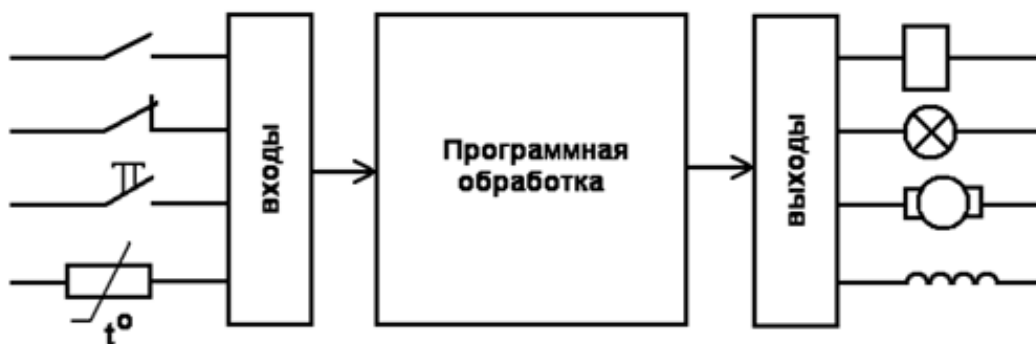 входы
Программная
обработка
выходы
t°